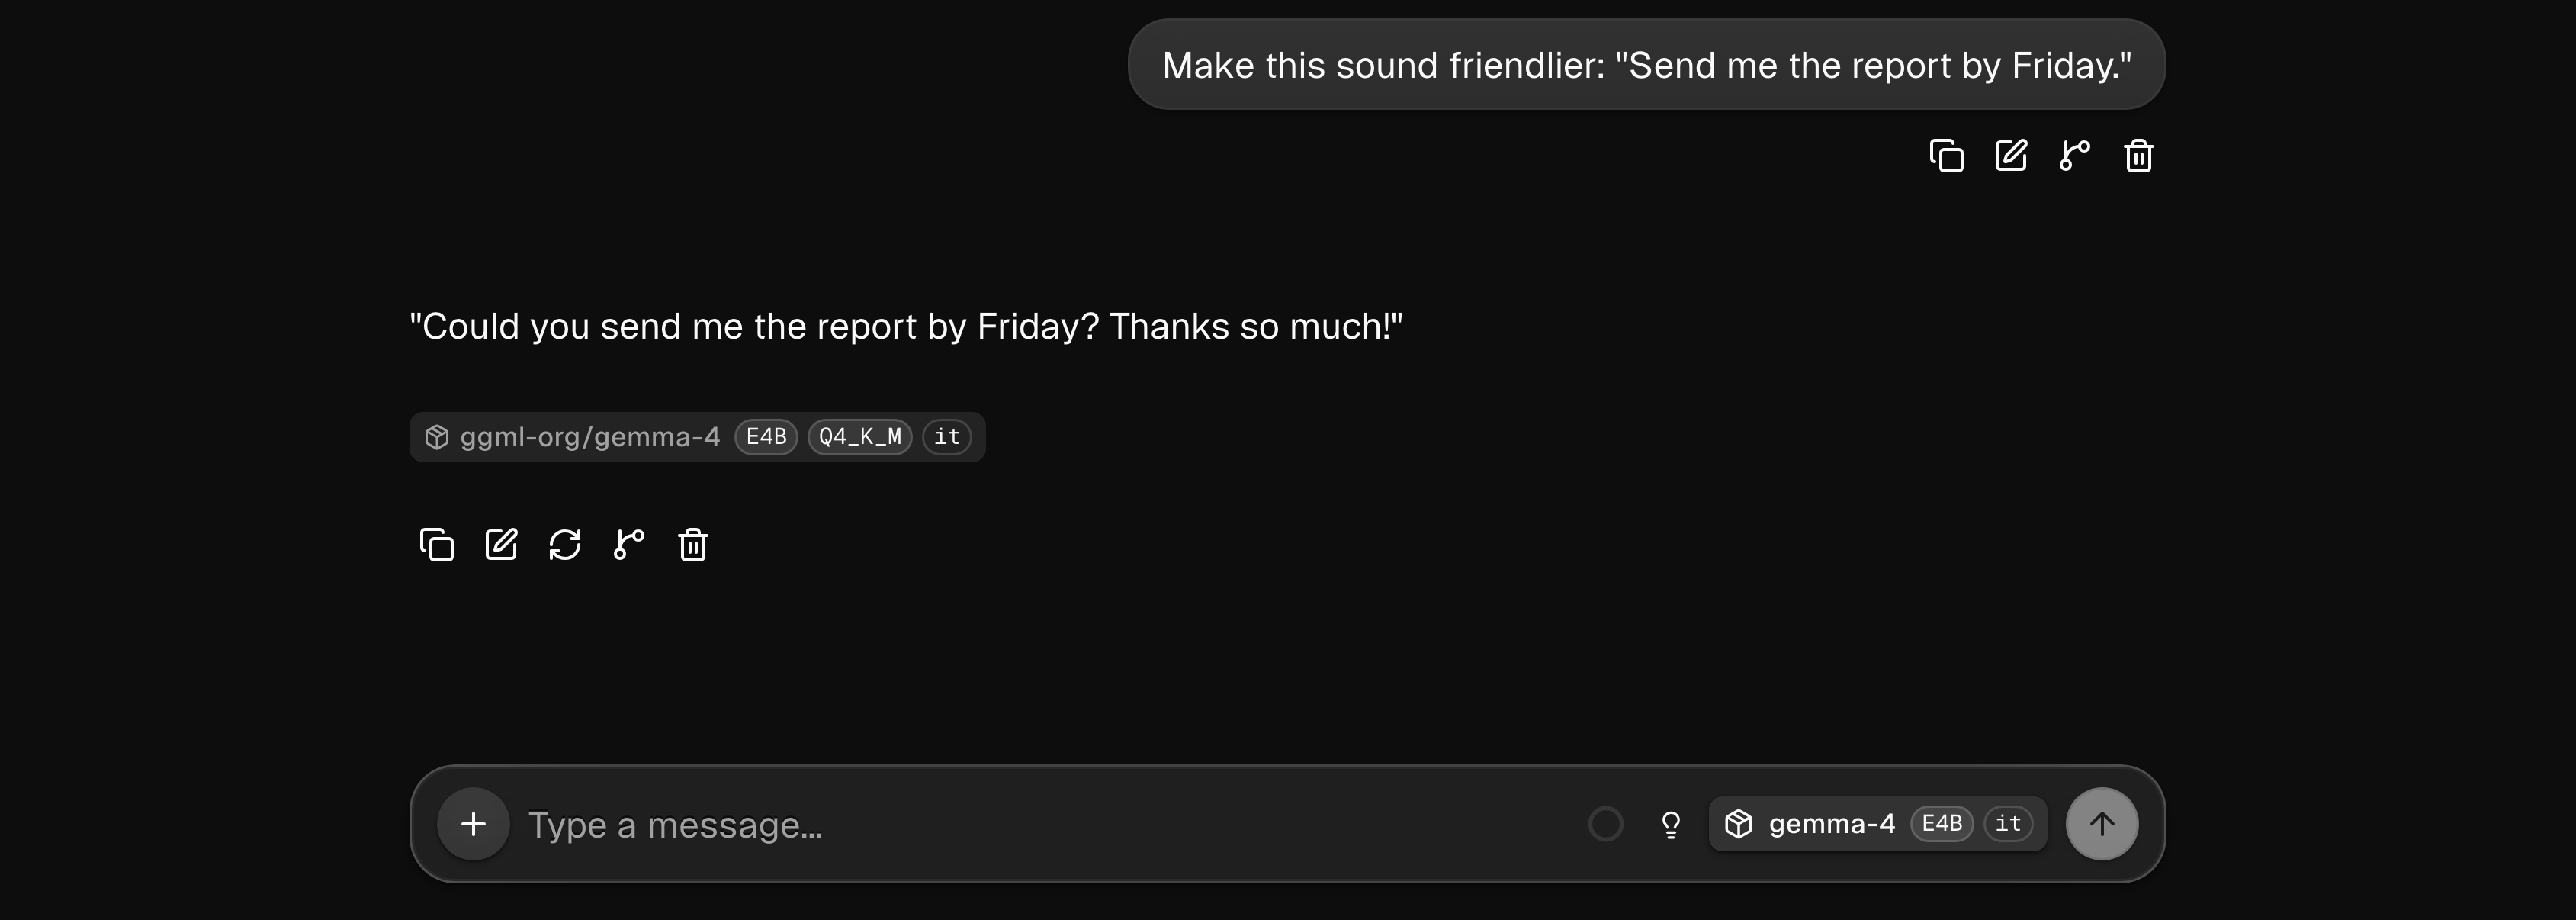 Make this sound friendlier: "Send me the report by Friday."
"Could you send me the report by Friday? Thanks so much!"
ggml-org/gemma-4 E4B Q4_K_M it
Type a message...
gemma-4 E4B it